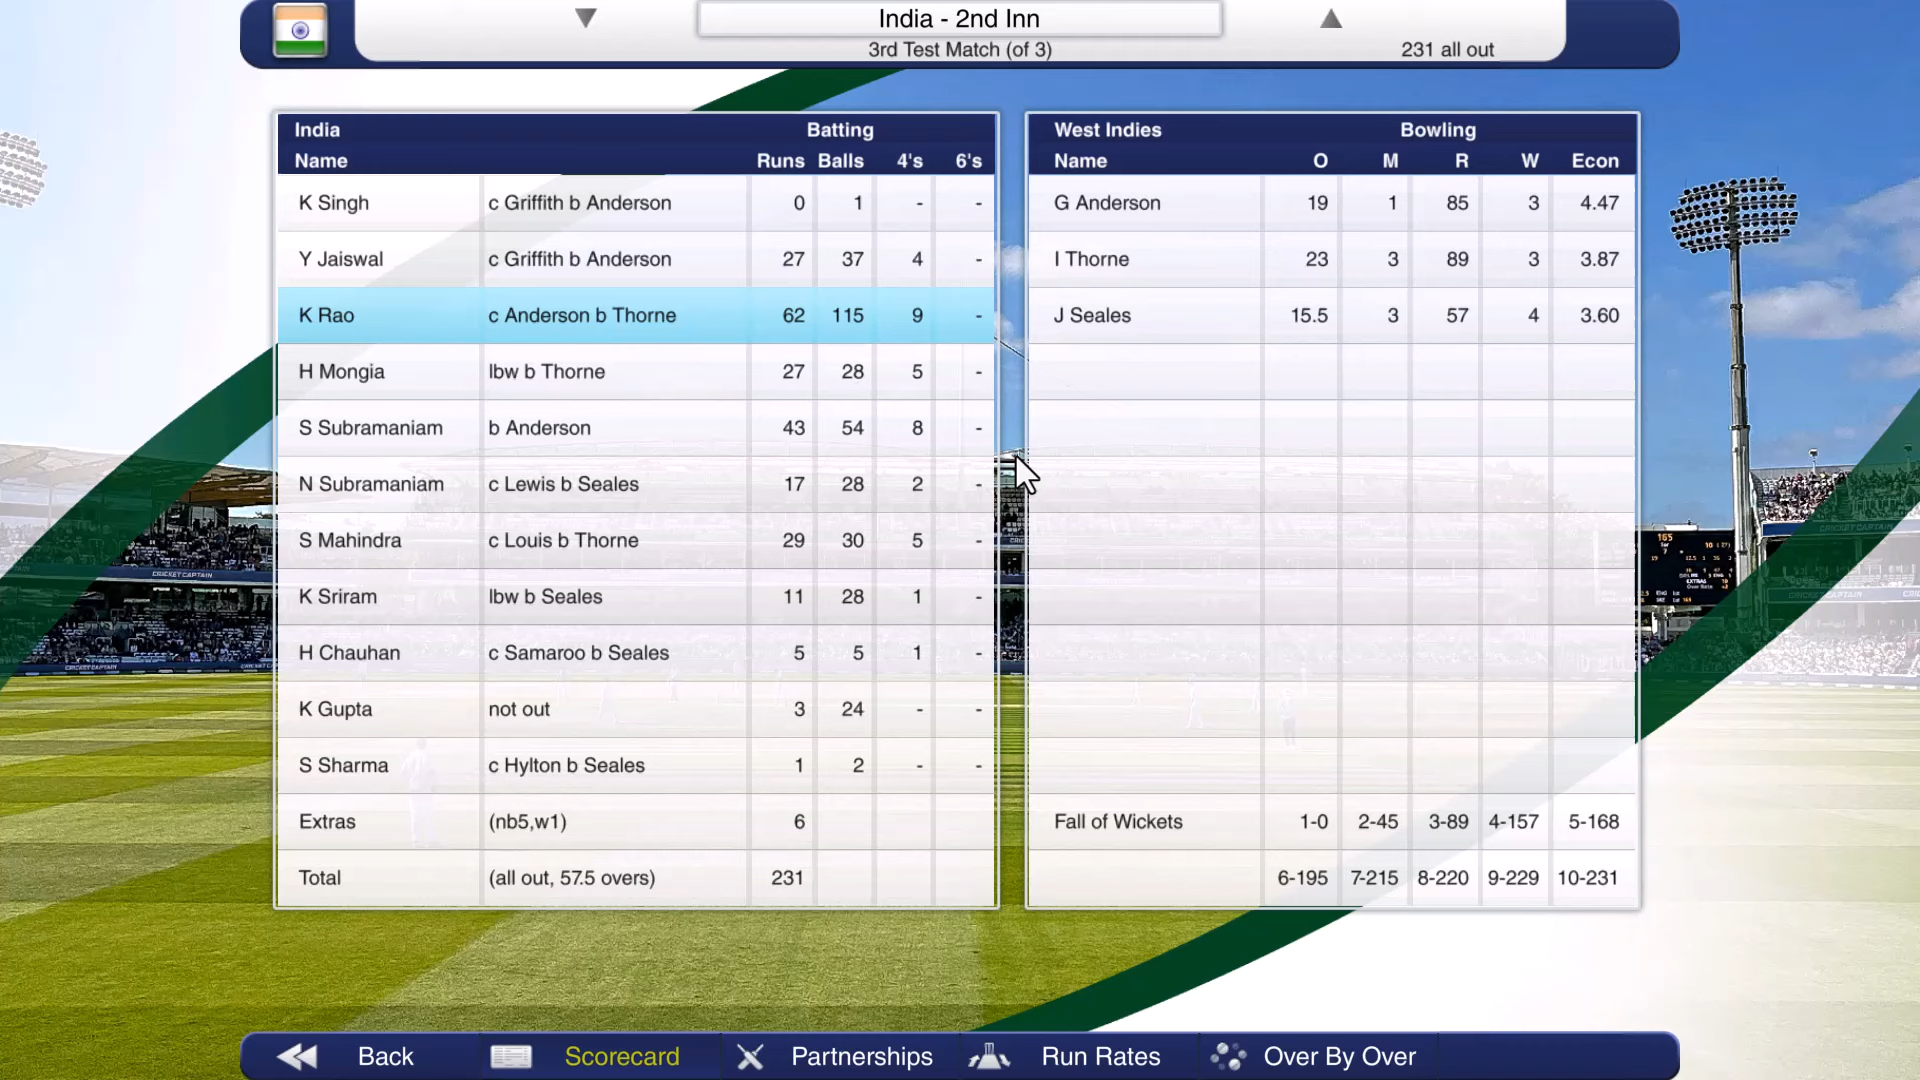 India - 2nd Inn
3rd Test Match (of 3)
231 all out
India Batting
Name Runs Balls 4's 6's
K Singh c Griffith b Anderson 0 1 - -
Y Jaiswal c Griffith b Anderson 27 37 4 -
K Rao c Anderson b Thorne 62 115 9 -
H Mongia lbw b Thorne 27 28 5 -
S Subramaniam b Anderson 43 54 8 -
N Subramaniam c Lewis b Seales 17 28 2 -
S Mahindra c Louis b Thorne 29 30 5 -
K Sriram lbw b Seales 11 28 1 -
H Chauhan c Samaroo b Seales 5 5 1 -
K Gupta not out 3 24 - -
S Sharma c Hylton b Seales 1 2 - -
Extras (nb5,w1) 6
Total (all out, 57.5 overs) 231
West Indies Bowling
Name O M R W Econ
G Anderson 19 1 85 3 4.47
I Thorne 23 3 89 3 3.87
J Seales 15.5 3 57 4 3.60
Fall of Wickets 1-0 2-45 3-89 4-157 5-168
6-195 7-215 8-220 9-229 10-231
CRICKET CAPTAIN
CRICKET CAPTAIN
CRICKET CAPTAIN
165
Back Scorecard Partnerships Run Rates Over By Over